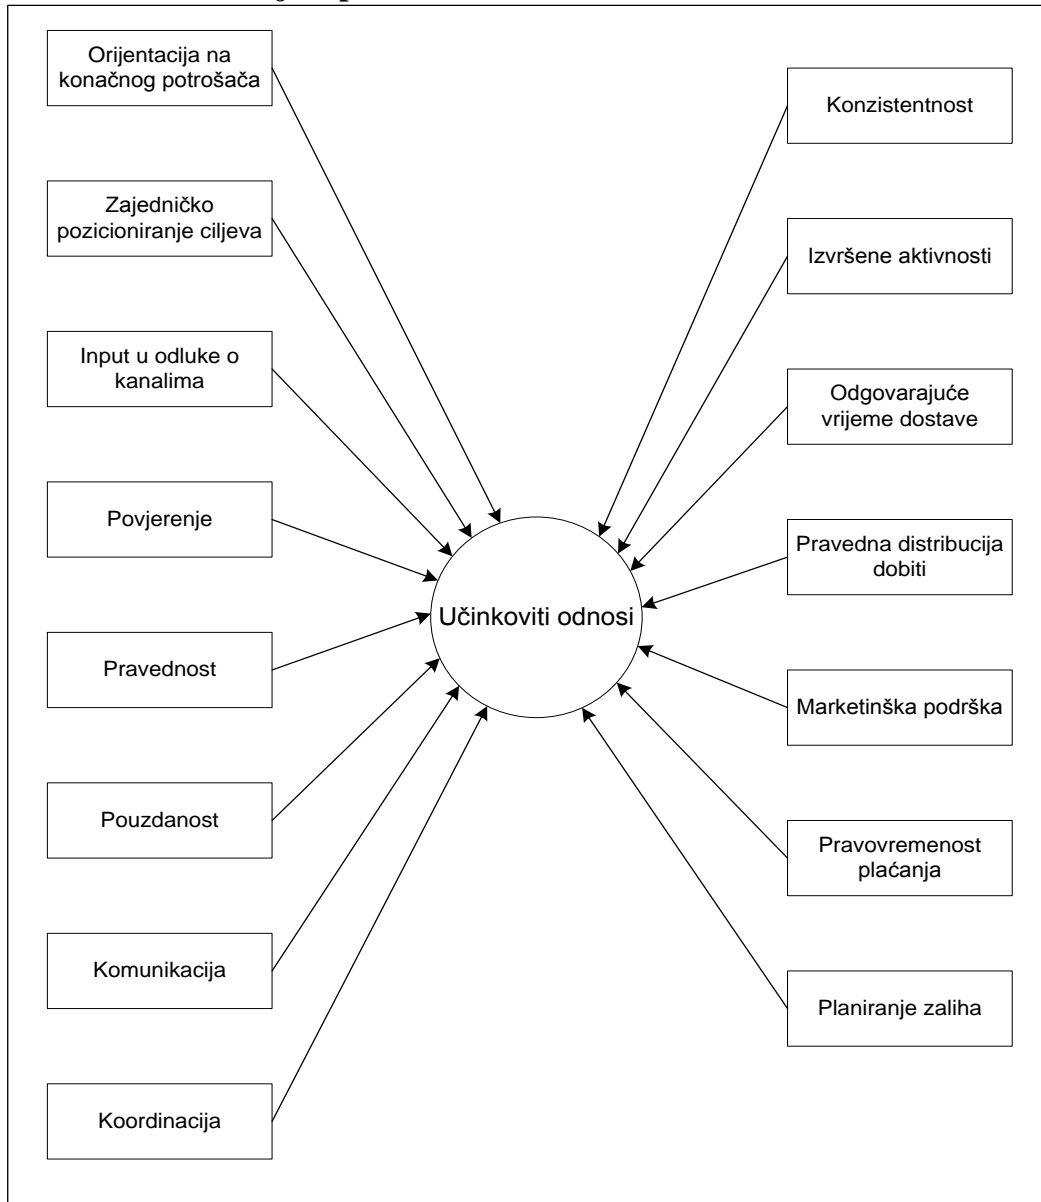 Orijentacija na
konačnog potrošača
Zajedničko
pozicioniranje ciljeva
Input u odluke o
kanalima
Povjerenje
Pravednost
Pouzdanost
Komunikacija
Koordinacija
Učinkoviti odnosi
Konzistentnost
Izvršene aktivnosti
Odgovarajuće
vrijeme dostave
Pravedna distribucija
dobiti
Marketinška podrška
Pravovremenost
plaćanja
Planiranje zaliha